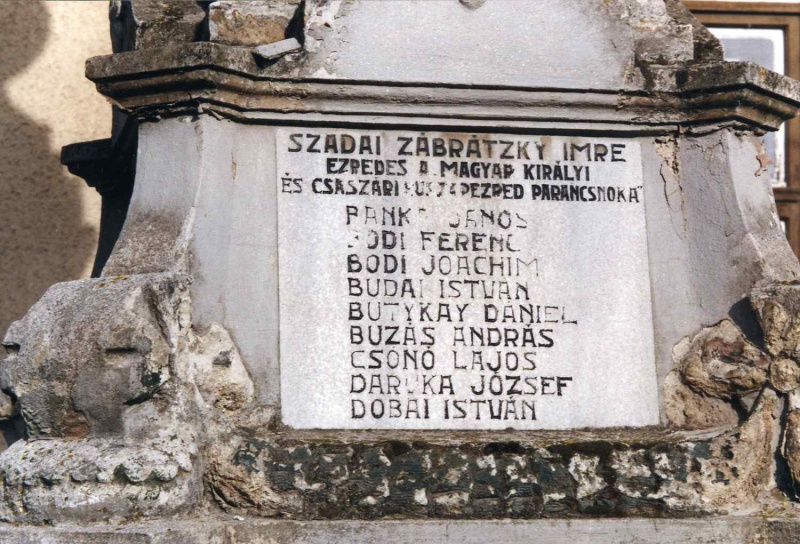 SZADAI ZÁBRÁTZKY IMRE
EZREDES A MAGYAR KIRÁLYI
ÉS CSÁSZÁRI PARANCSNOKA
JÁNOS
FERENC
BODI JOACHIM
BUDAI ISTVÁN
BUTYKAY DÁNIEL
BUZÁS ANDRÁS
CSONÓ LAJOS
DARUKA JÓZSEF
DOBAI ISTVÁN